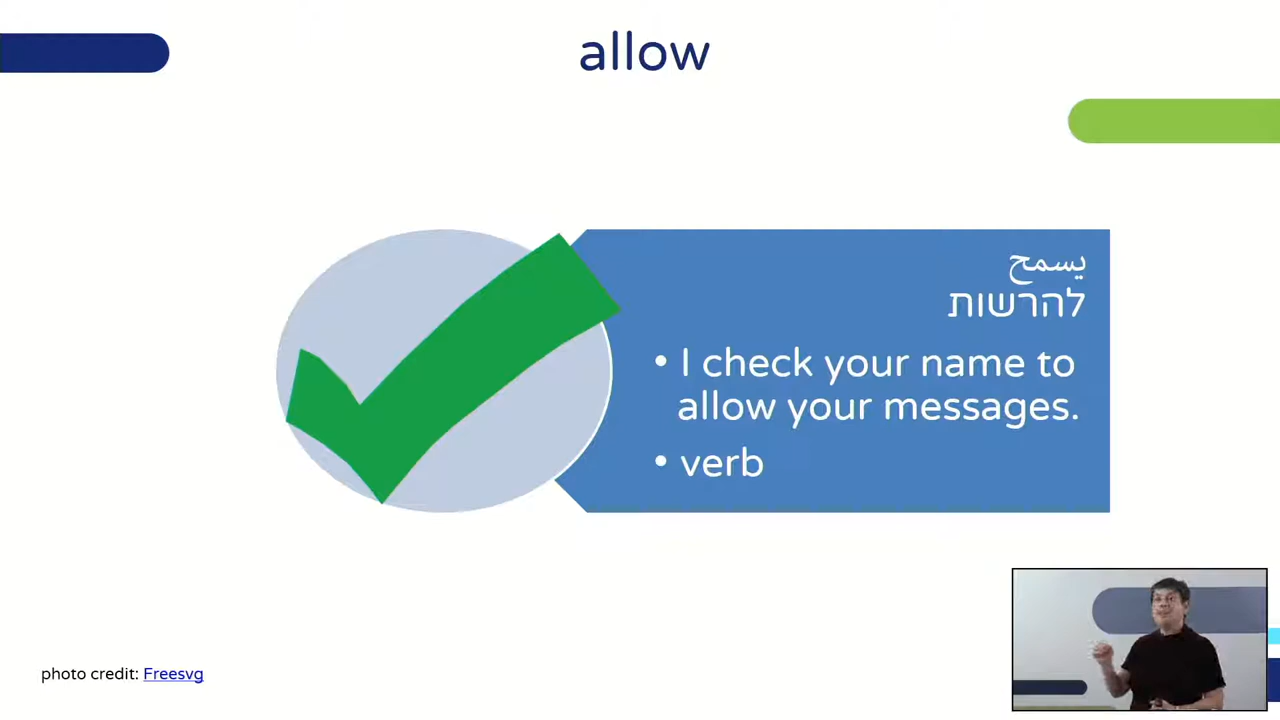 allow
يسمح
להרשות
• I check your name to
allow your messages.
• verb
photo credit: Freesvg